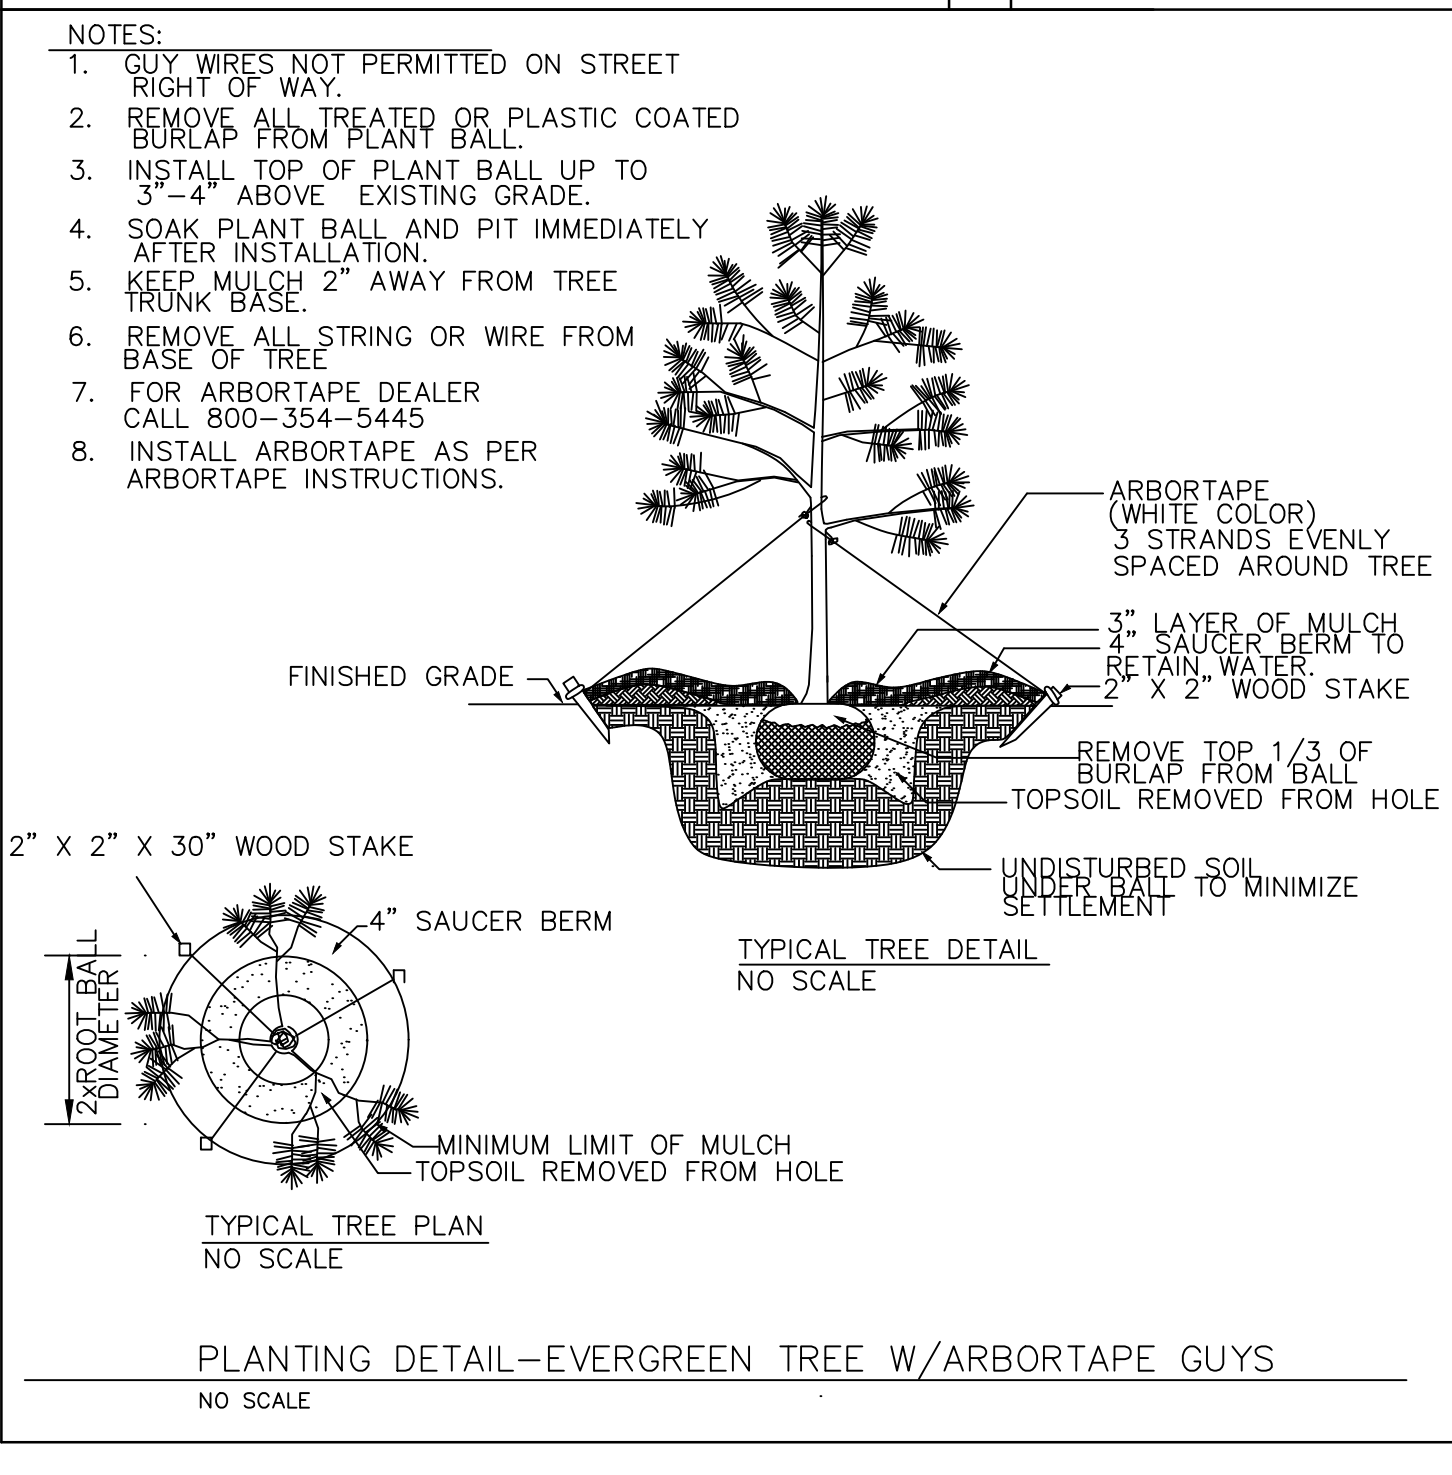 NOTES:
1. GUY WIRES NOT PERMITTED ON STREET
RIGHT OF WAY.
2. REMOVE ALL TREATED OR PLASTIC COATED
BURLAP FROM PLANT BALL.
3. INSTALL TOP OF PLANT BALL UP TO
3"-4" ABOVE EXISTING GRADE.
4. SOAK PLANT BALL AND PIT IMMEDIATELY
AFTER INSTALLATION.
5. KEEP MULCH 2" AWAY FROM TREE
TRUNK BASE.
6. REMOVE ALL STRING OR WIRE FROM
BASE OF TREE
7. FOR ARBORTAPE DEALER
CALL 800-354-5445
8. INSTALL ARBORTAPE AS PER
ARBORTAPE INSTRUCTIONS.
ARBORTAPE
(WHITE COLOR)
3 STRANDS EVENLY
SPACED AROUND TREE
3" LAYER OF MULCH
4" SAUCER BERM TO
RETAIN WATER.
2" X 2" WOOD STAKE
FINISHED GRADE
REMOVE TOP 1/3 OF
BURLAP FROM BALL
TOPSOIL REMOVED FROM HOLE
UNDISTURBED SOIL
UNDER BALL TO MINIMIZE
SETTLEMENT
TYPICAL TREE DETAIL
NO SCALE
2" X 2" X 30" WOOD STAKE
4" SAUCER BERM
2xROOT BALL
DIAMETER
MINIMUM LIMIT OF MULCH
TOPSOIL REMOVED FROM HOLE
TYPICAL TREE PLAN
NO SCALE
PLANTING DETAIL-EVERGREEN TREE W/ARBORTAPE GUYS
NO SCALE